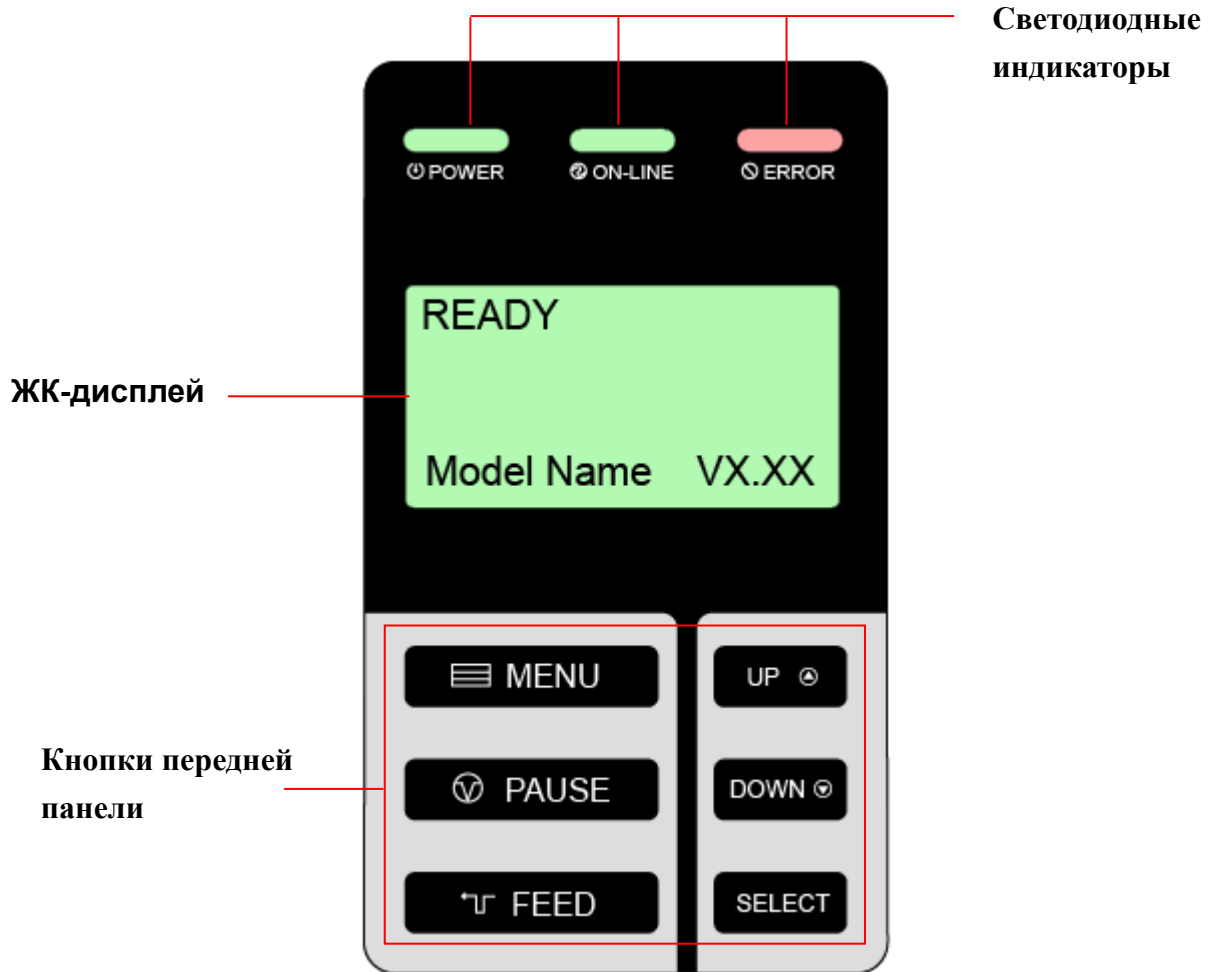 Светодиодные
индикаторы
POWER ON-LINE ERROR
READY
ЖК-дисплей
Model Name VX.XX
MENU UP
Кнопки передней
панели
PAUSE DOWN
FEED SELECT